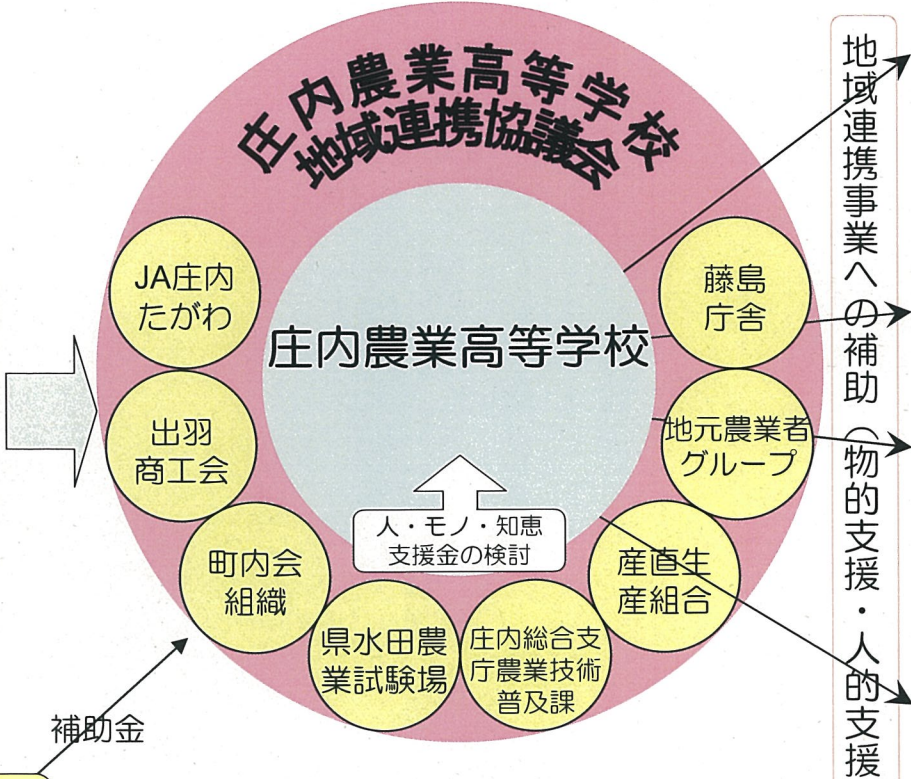 庄内農業高等学校
地域連携協議会
JA庄内
たがわ
出羽
商工会
町内会
組織
県水田農
業試験場
庄内総合支
庁農業技術
普及課
産直生
産組合
地元農業者
グループ
藤島
庁舎
庄内農業高等学校
人・モノ・知恵
支援金の検討
補助金
地域連携事業への補助（物的支援・人的支援